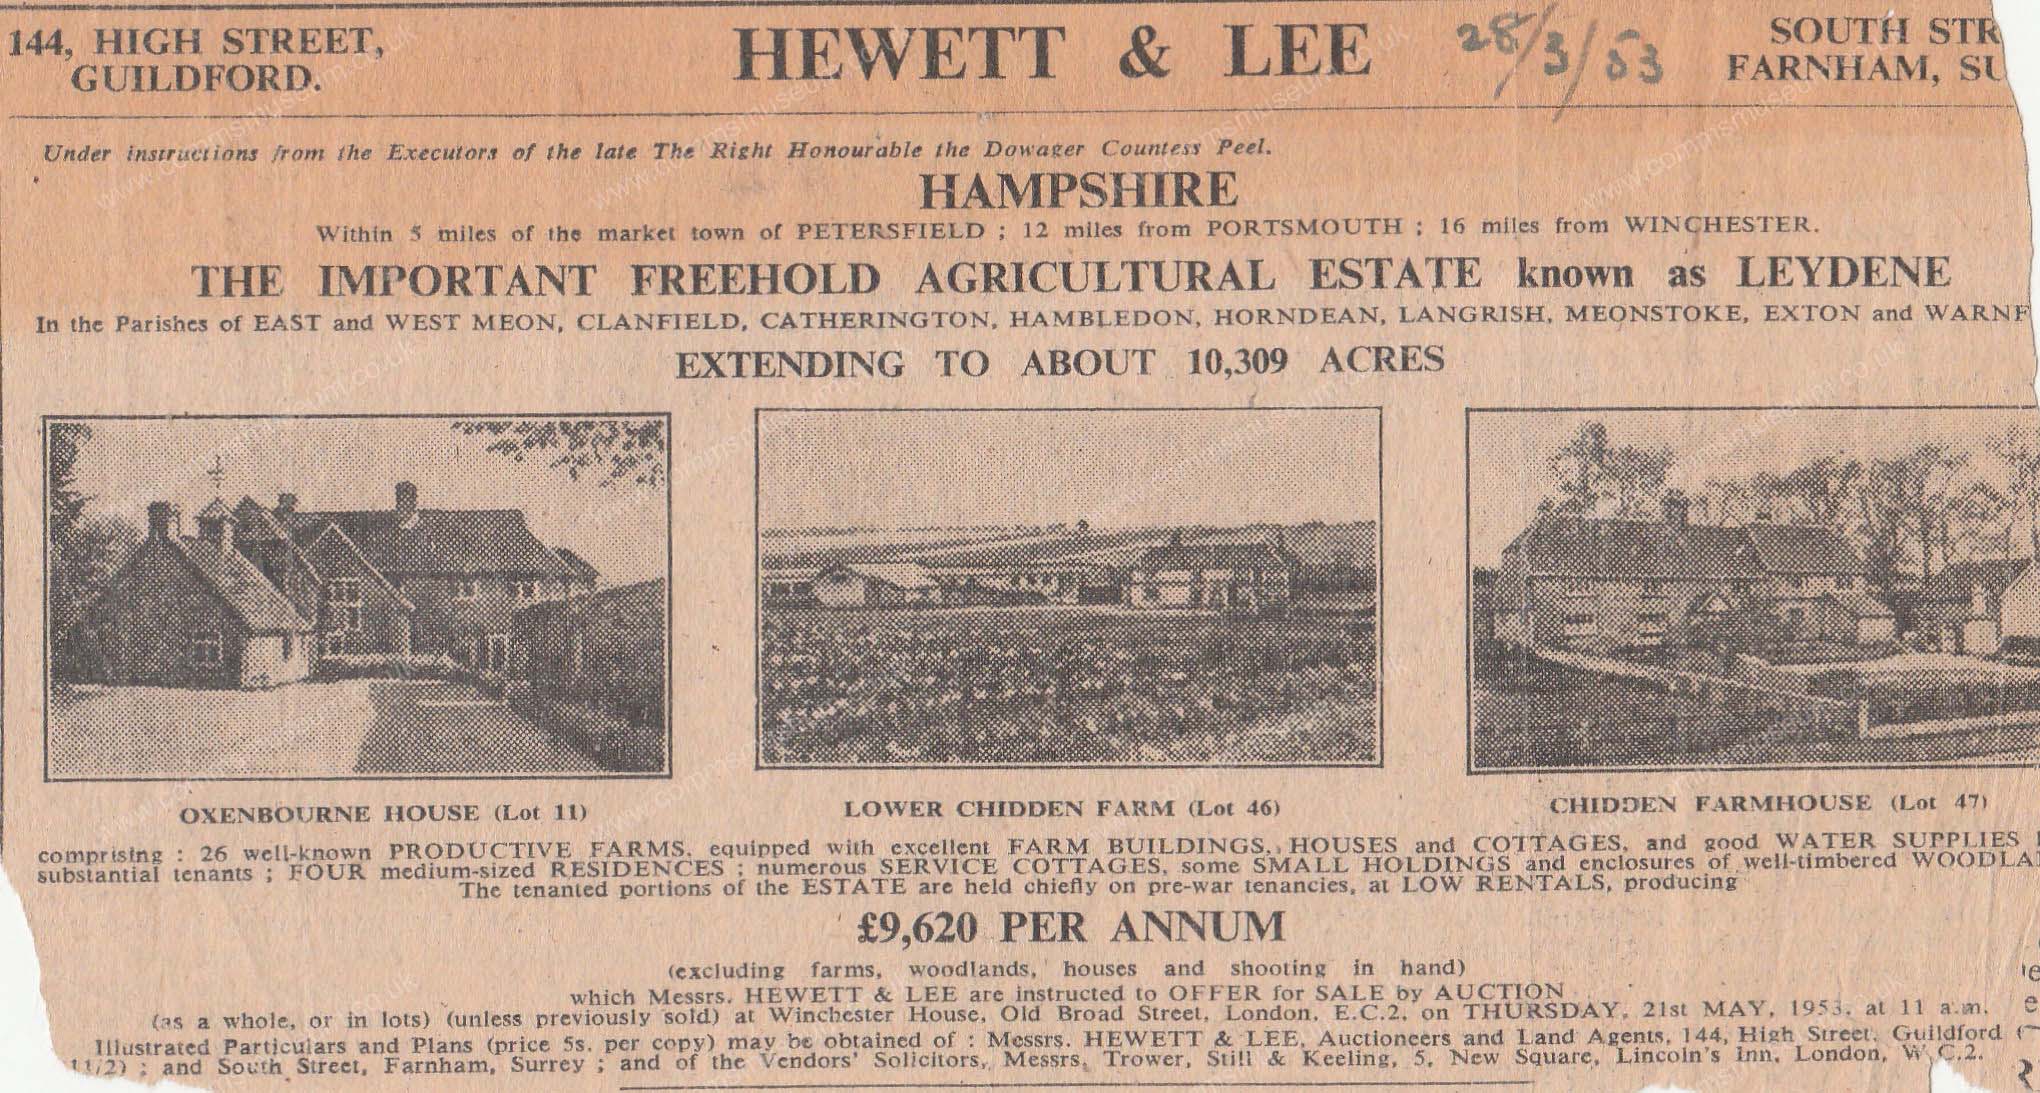 144, HIGH STREET,
GUILDFORD.
HEWETT & LEE
28/3/53
SOUTH STR
FARNHAM, SU
Under instructions from the Executors of the late The Right Honourable the Dowager Countess Peel.
HAMPSHIRE
Within 5 miles of the market town of PETERSFIELD ; 12 miles from PORTSMOUTH ; 16 miles from WINCHESTER.
THE IMPORTANT FREEHOLD AGRICULTURAL ESTATE known as LEYDENE
In the Parishes of EAST and WEST MEON, CLANFIELD, CATHERINGTON, HAMBLEDON, HORNDEAN, LANGRISH, MEONSTOKE, EXTON and WARNF
EXTENDING TO ABOUT 10,309 ACRES
OXENBOURNE HOUSE (Lot 11)
LOWER CHIDDEN FARM (Lot 46)
CHIDDEN FARMHOUSE (Lot 47)
comprising : 26 well-known PRODUCTIVE FARMS, equipped with excellent FARM BUILDINGS, HOUSES and COTTAGES, and good WATER SUPPLIES
substantial tenants ; FOUR medium-sized RESIDENCES ; numerous SERVICE COTTAGES, some SMALL HOLDINGS and enclosures of well-timbered WOODLA
The tenanted portions of the ESTATE are held chiefly on pre-war tenancies, at LOW RENTALS, producing
£9,620 PER ANNUM
(excluding farms, woodlands, houses and shooting in hand)
which Messrs. HEWETT & LEE are instructed to OFFER for SALE by AUCTION
(as a whole, or in lots) (unless previously sold) at Winchester House, Old Broad Street, London, E.C.2, on THURSDAY, 21st MAY, 1953, at 11 a.m.
Illustrated Particulars and Plans (price 5s. per copy) may be obtained of : Messrs. HEWETT & LEE, Auctioneers and Land Agents, 144, High Street, Guildford
11/2) ; and South Street, Farnham, Surrey ; and of the Vendors' Solicitors, Messrs. Trower, Still & Keeling, 5, New Square, Lincoln's Inn, London, W.C.2.
www.commsmuseum.co.uk